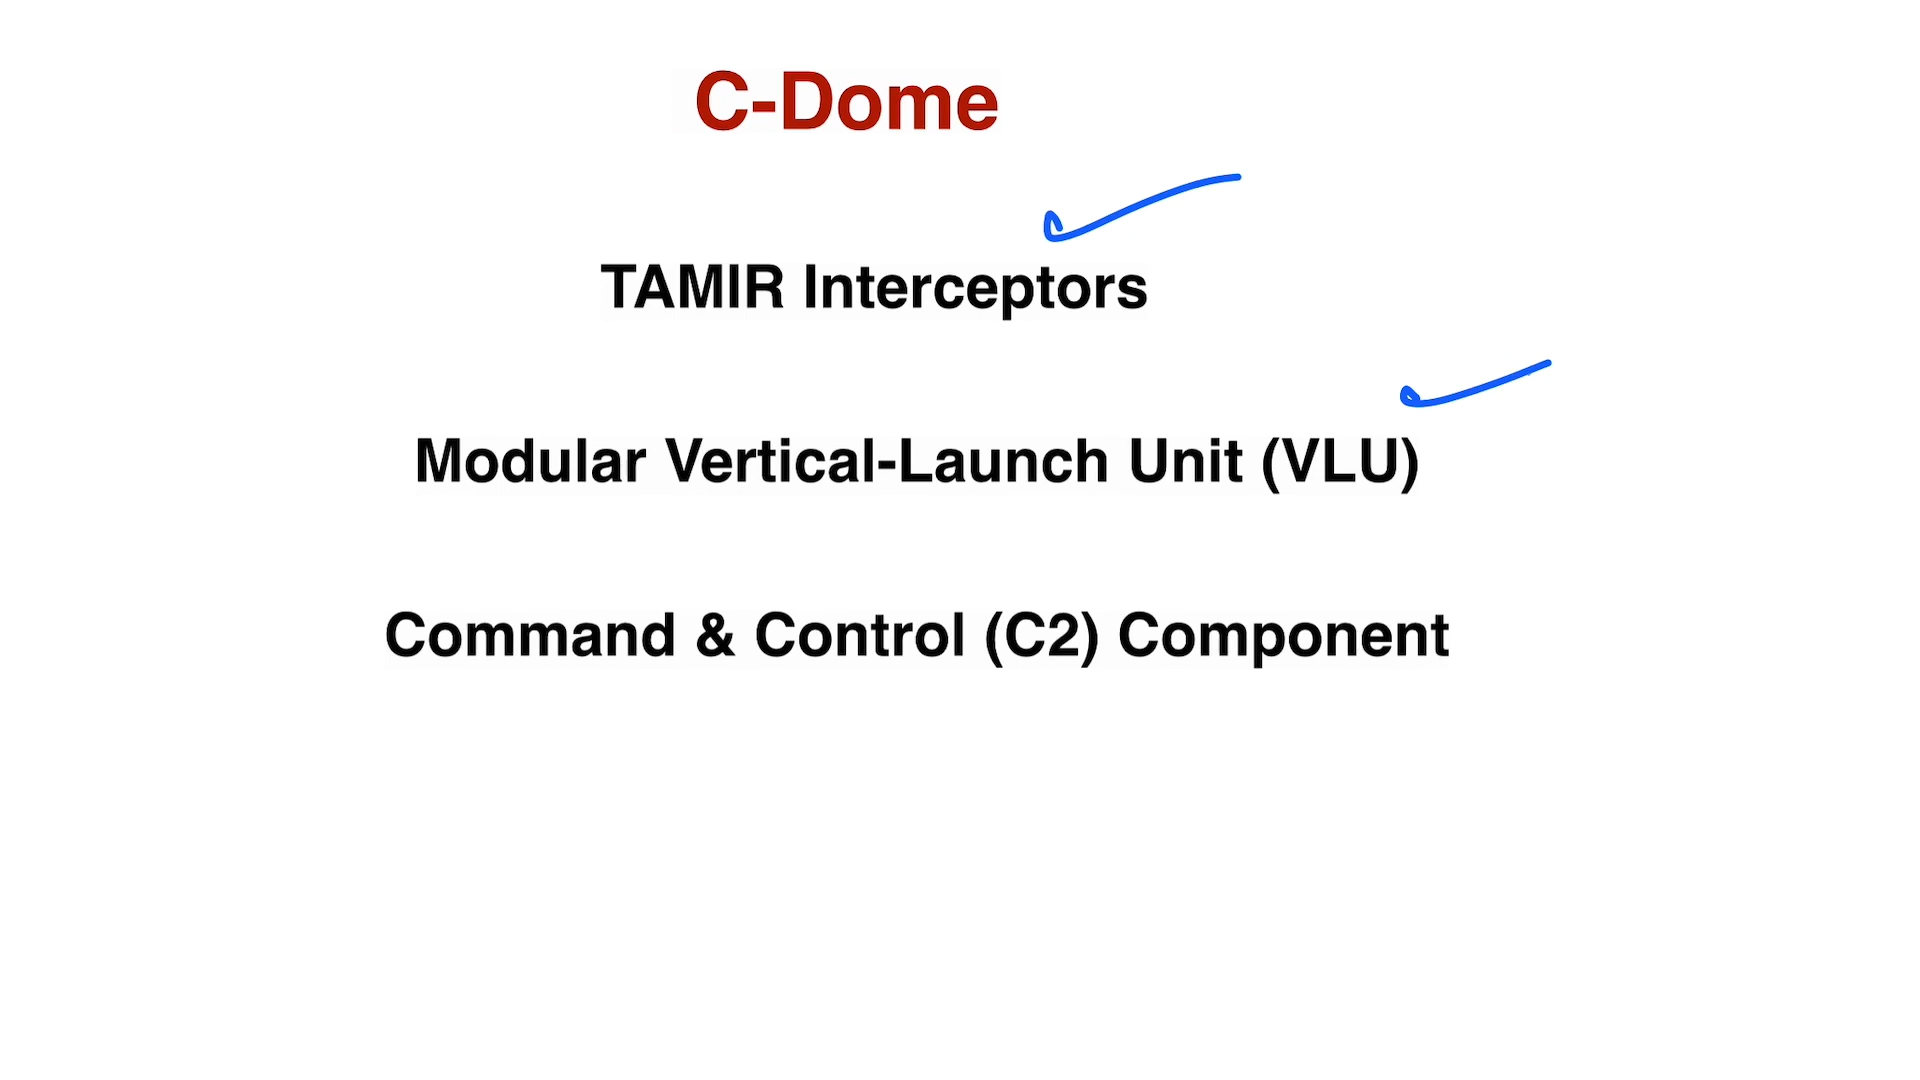 C-Dome
TAMIR Interceptors
Modular Vertical-Launch Unit (VLU)
Command & Control (C2) Component